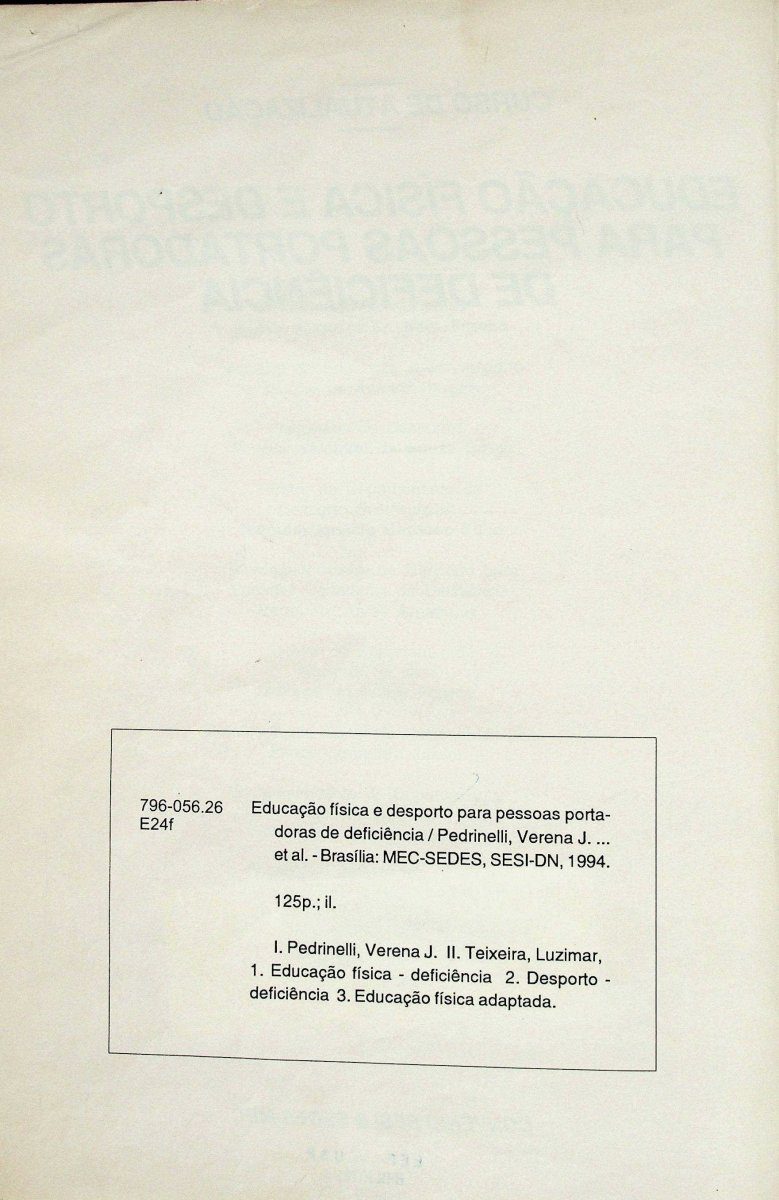 796-056.26
E24f
Educação física e desporto para pessoas porta-
doras de deficiência / Pedrinelli, Verena J. ...
et al. - Brasília: MEC-SEDES, SESI-DN, 1994.
125p.; il.
I. Pedrinelli, Verena J. II. Teixeira, Luzimar,
1. Educação física - deficiência 2. Desporto -
deficiência 3. Educação física adaptada.